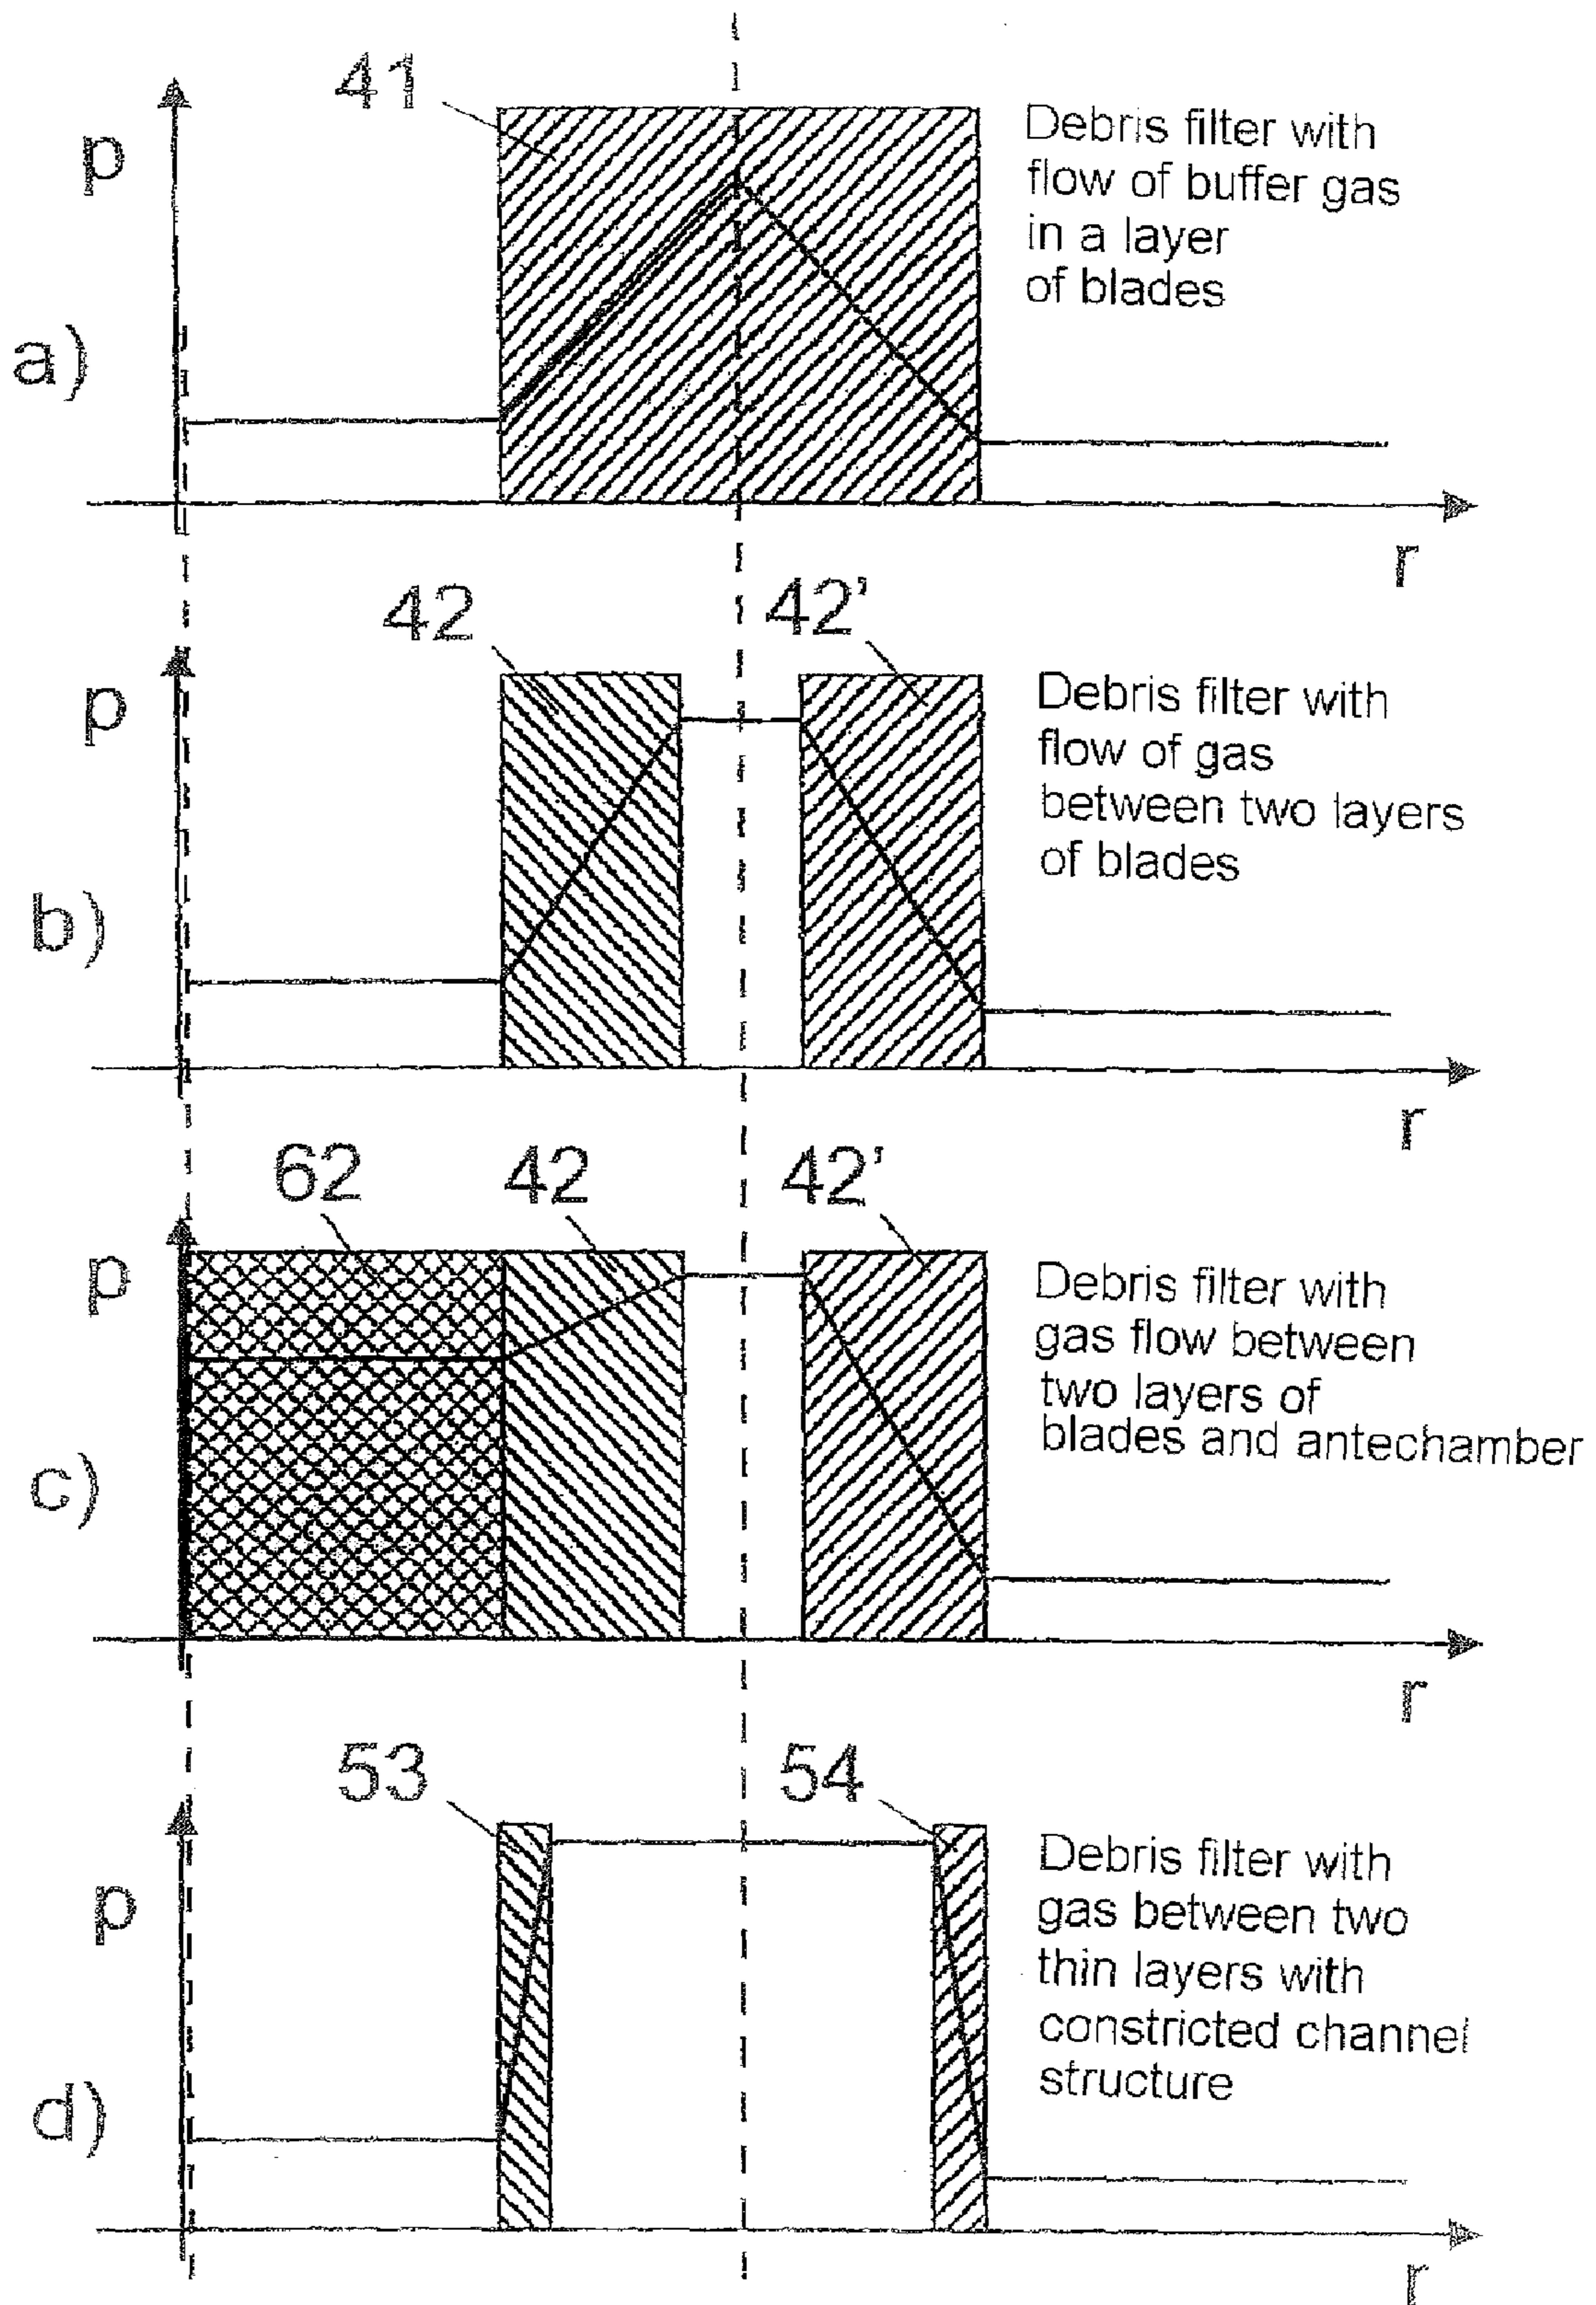 41
p
Debris filter with
flow of buffer gas
in a layer
of blades
a)
r
42
42'
p
Debris filter with
flow of gas
between two layers
of blades
b)
r
62
42
42'
p
Debris filter with
gas flow between
two layers of
blades and antechamber
c)
r
53
54
p
Debris filter with
gas between two
thin layers with
constricted channel
structure
d)
r